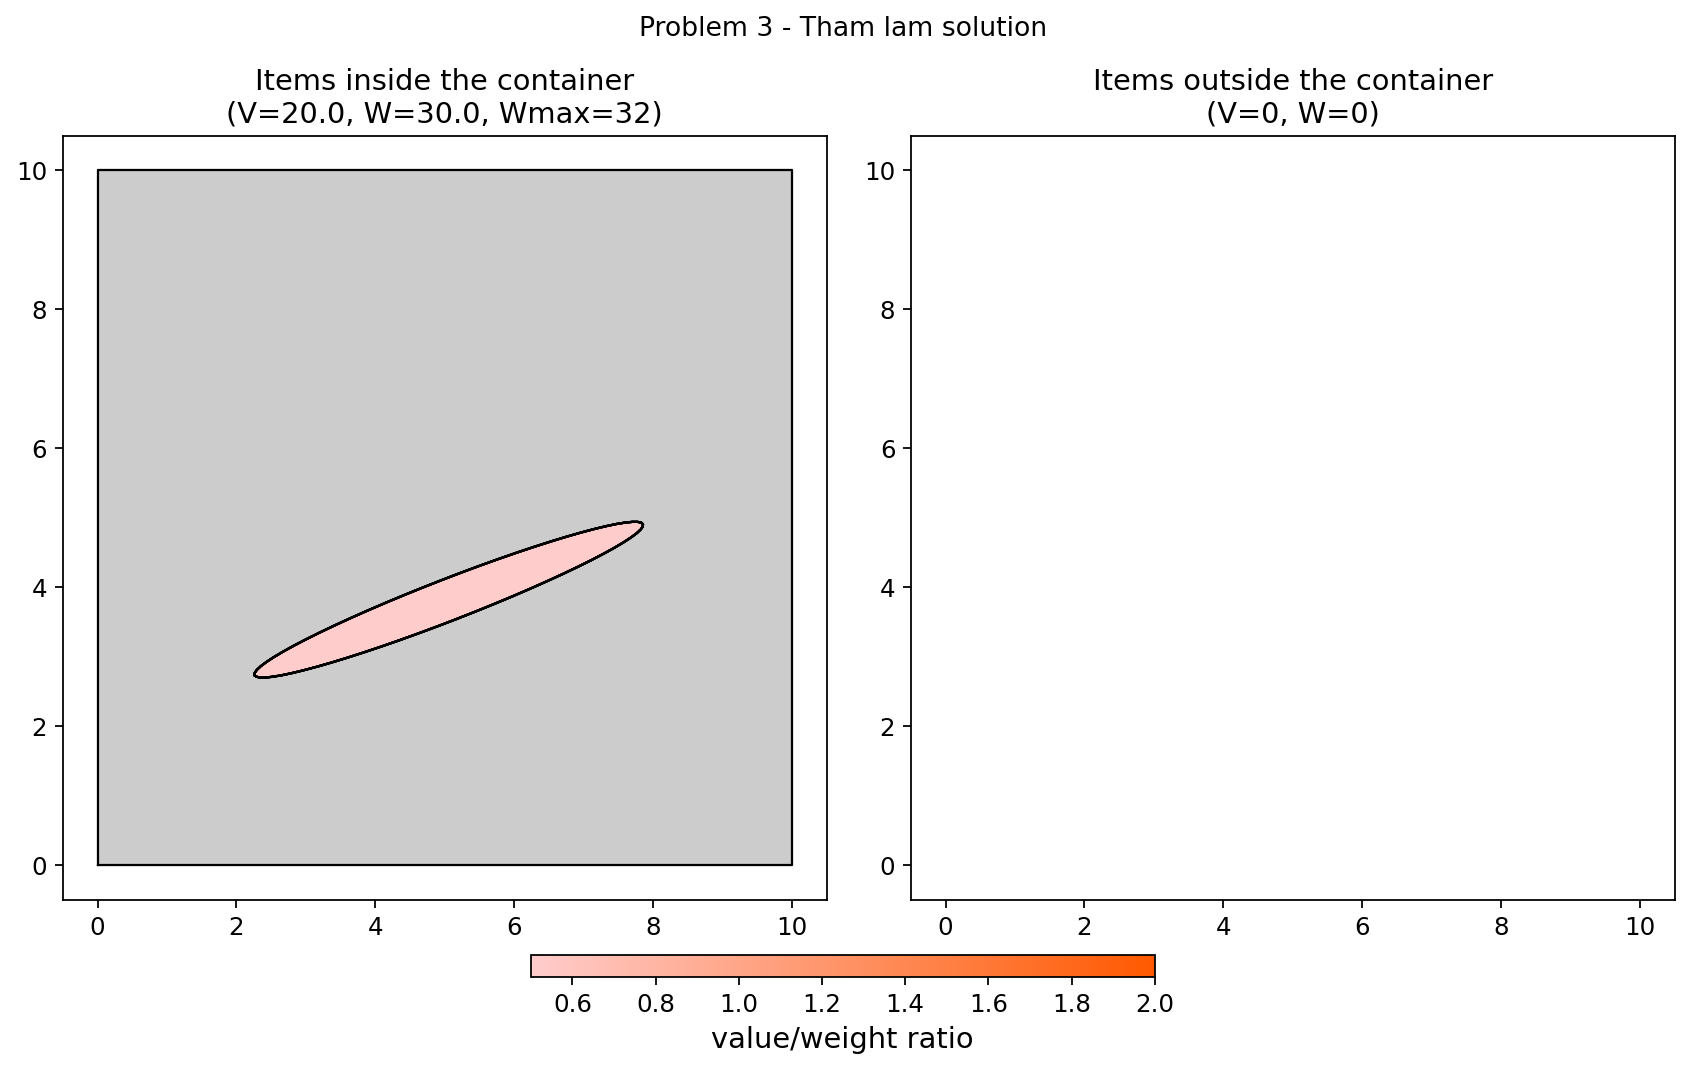 Problem 3 - Tham lam solution
Items inside the container
(V=20.0, W=30.0, Wmax=32)
10
8
6
4
2
0
0 2 4 6 8 10
Items outside the container
(V=0, W=0)
10
8
6
4
2
0
0 2 4 6 8 10
0.6 0.8 1.0 1.2 1.4 1.6 1.8 2.0
value/weight ratio